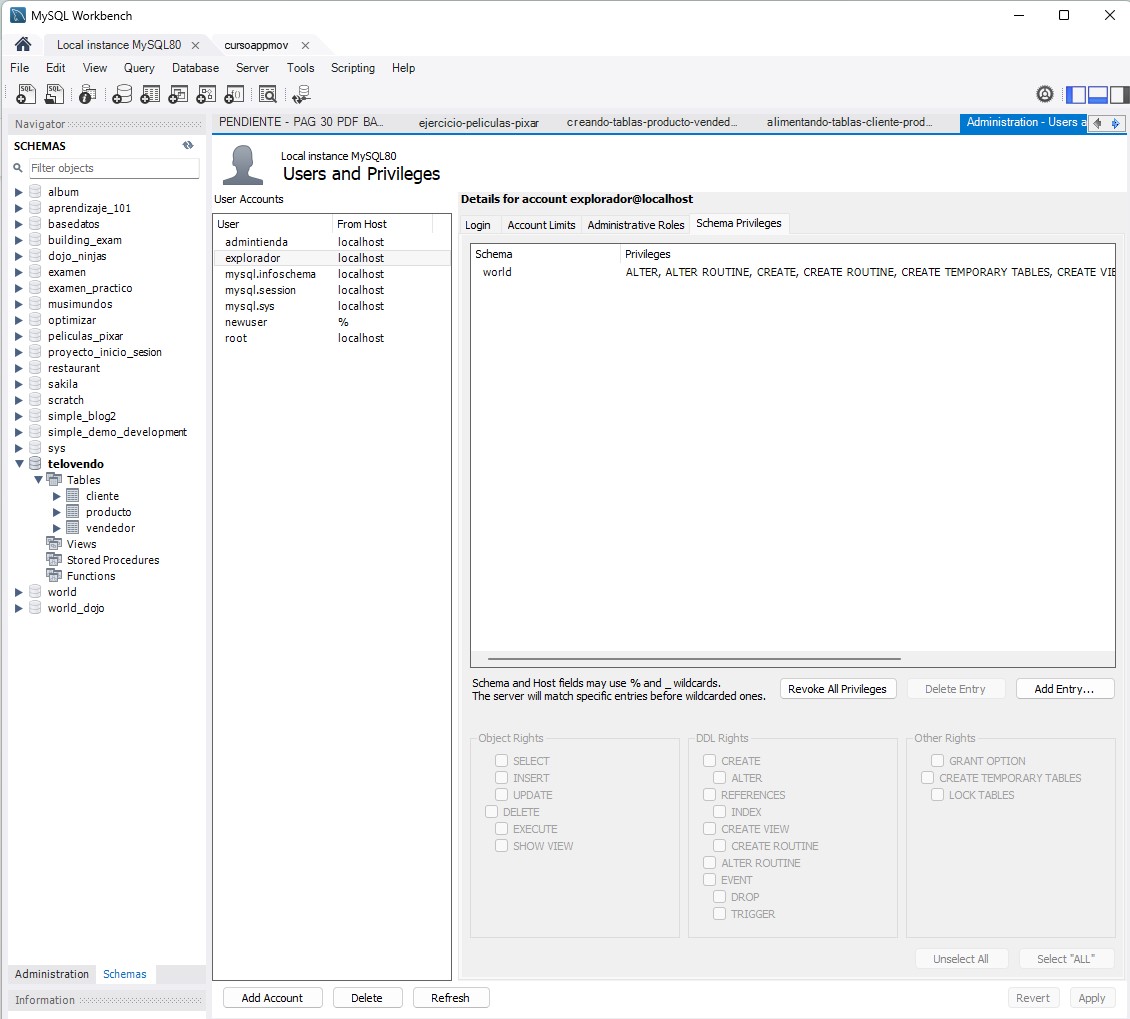 MySQL Workbench
Local instance MySQL80
cursoappmov
File Edit View Query Database Server Tools Scripting Help
Navigator
SCHEMAS
Filter objects
album
aprendizaje_101
basedatos
building_exam
dojo_ninjas
examen
examen_practico
musimundos
optimizar
peliculas_pixar
proyecto_inicio_sesion
restaurant
sakila
scratch
simple_blog2
simple_demo_development
sys
telovendo
Tables
cliente
producto
vendedor
Views
Stored Procedures
Functions
world
world_dojo
Administration Schemas
Information
PENDIENTE - PAG 30 PDF BA... ejercicio-peliculas-pixar creando-tablas-producto-vended... alimentando-tablas-cliente-prod... Administration - Users a
Local instance MySQL80
Users and Privileges
User Accounts
User From Host
admintienda localhost
explorador localhost
mysql.infoschema localhost
mysql.session localhost
mysql.sys localhost
newuser %
root localhost
Add Account Delete Refresh
Details for account explorador@localhost
Login Account Limits Administrative Roles Schema Privileges
Schema Privileges
world ALTER, ALTER ROUTINE, CREATE, CREATE ROUTINE, CREATE TEMPORARY TABLES, CREATE VIE
Schema and Host fields may use % and _ wildcards.
The server will match specific entries before wildcarded ones.
Revoke All Privileges Delete Entry Add Entry...
Object Rights
SELECT
INSERT
UPDATE
DELETE
EXECUTE
SHOW VIEW
DDL Rights
CREATE
ALTER
REFERENCES
INDEX
CREATE VIEW
CREATE ROUTINE
ALTER ROUTINE
EVENT
DROP
TRIGGER
Other Rights
GRANT OPTION
CREATE TEMPORARY TABLES
LOCK TABLES
Unselect All Select "ALL"
Revert Apply